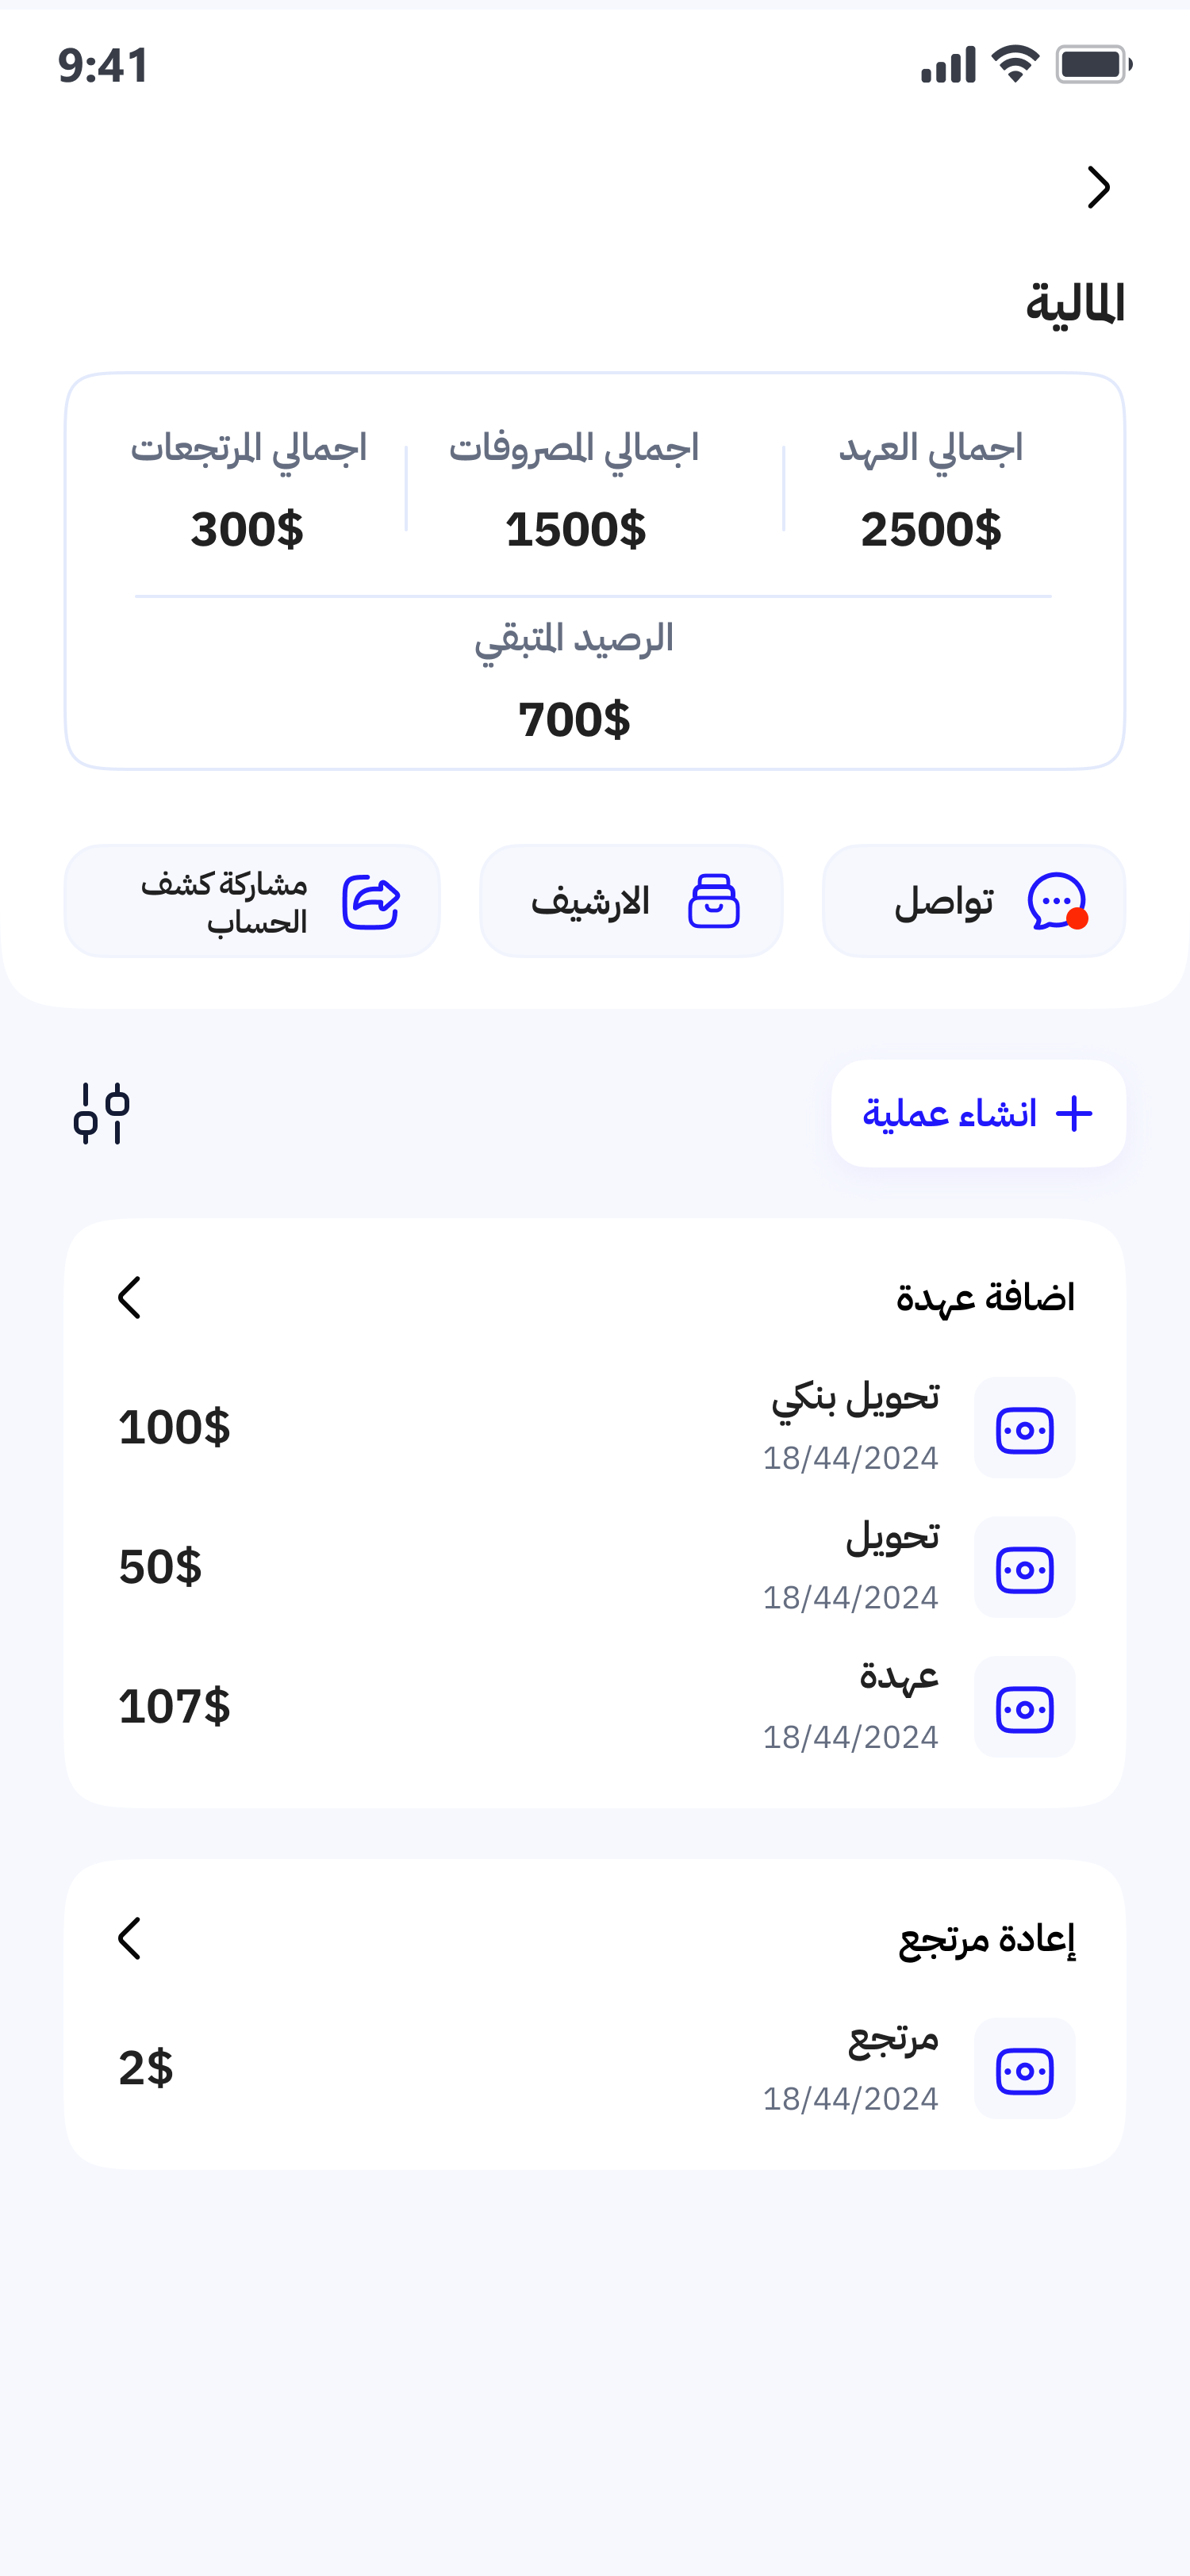 9:41
المالية
اجمالي العهد
اجمالي المصروفات
اجمالي المرتجعات
2500$
1500$
300$
الرصيد المتبقي
700$
تواصل
الارشيف
مشاركة كشف
الحساب
انشاء عملية
اضافة عهدة
تحويل بنكي
100$
18/44/2024
تحويل
50$
18/44/2024
عهدة
107$
18/44/2024
إعادة مرتجع
مرتجع
2$
18/44/2024